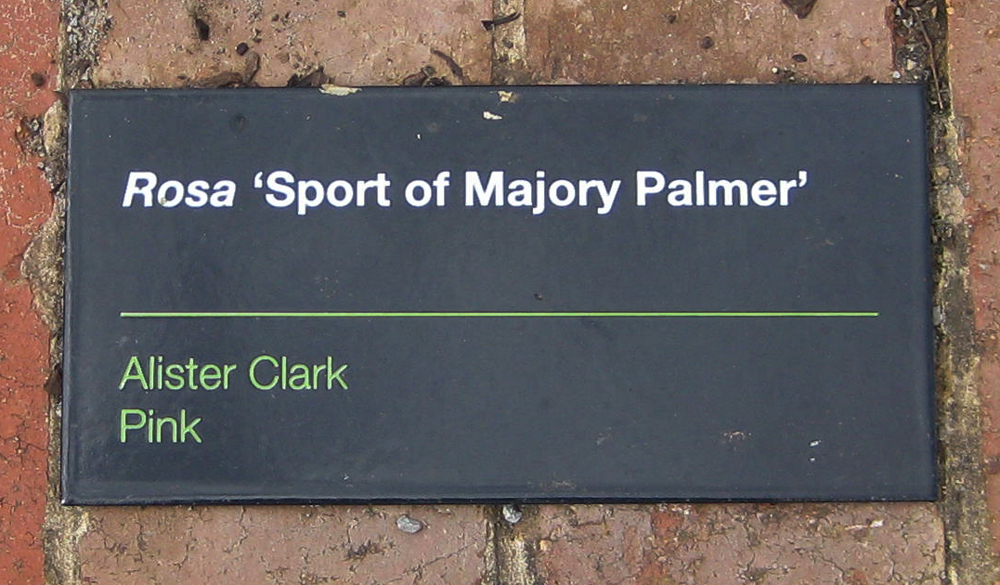 Rosa ‘Sport of Majory Palmer’
Alister Clark
Pink